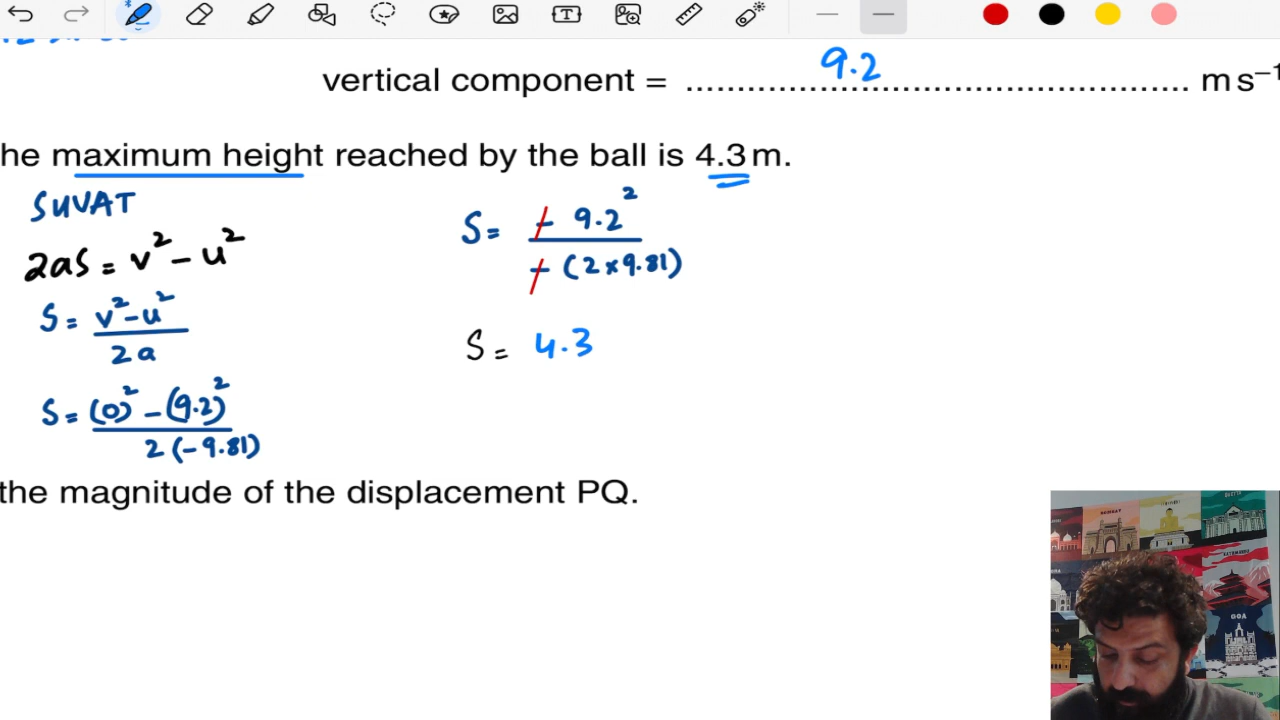 vertical component = 9.2 m s⁻¹
he maximum height reached by the ball is 4.3 m.
SUVAT
2as = v² - u²
S = v² - u² / 2a
S = (0)² - (9.2)² / 2(-9.81)
S = - 9.2² / - (2 × 9.81)
S = 4.3
the magnitude of the displacement PQ.
GOA